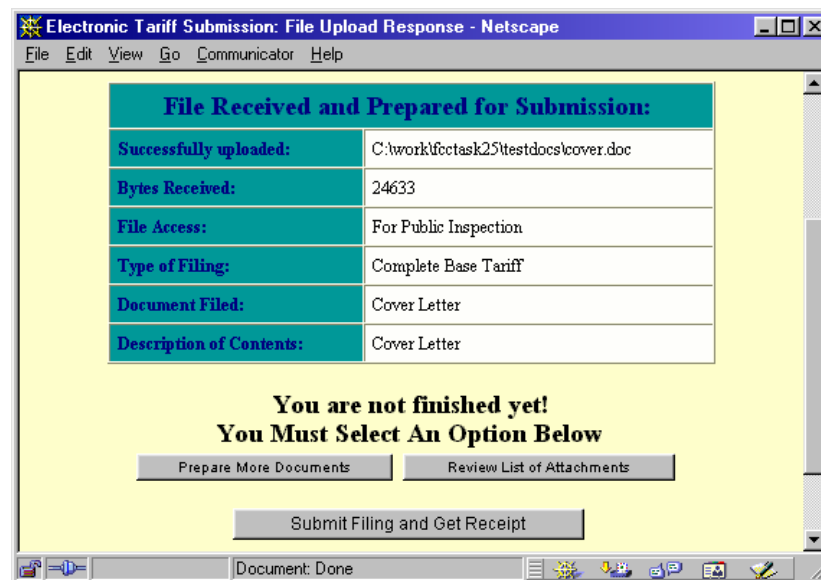 Electronic Tariff Submission: File Upload Response - Netscape
File Edit View Go Communicator Help
File Received and Prepared for Submission:
Successfully uploaded: C:\work\fcctask25\testdocs\cover.doc
Bytes Received: 24633
File Access: For Public Inspection
Type of Filing: Complete Base Tariff
Document Filed: Cover Letter
Description of Contents: Cover Letter
You are not finished yet!
You Must Select An Option Below
Prepare More Documents Review List of Attachments
Submit Filing and Get Receipt
Document: Done